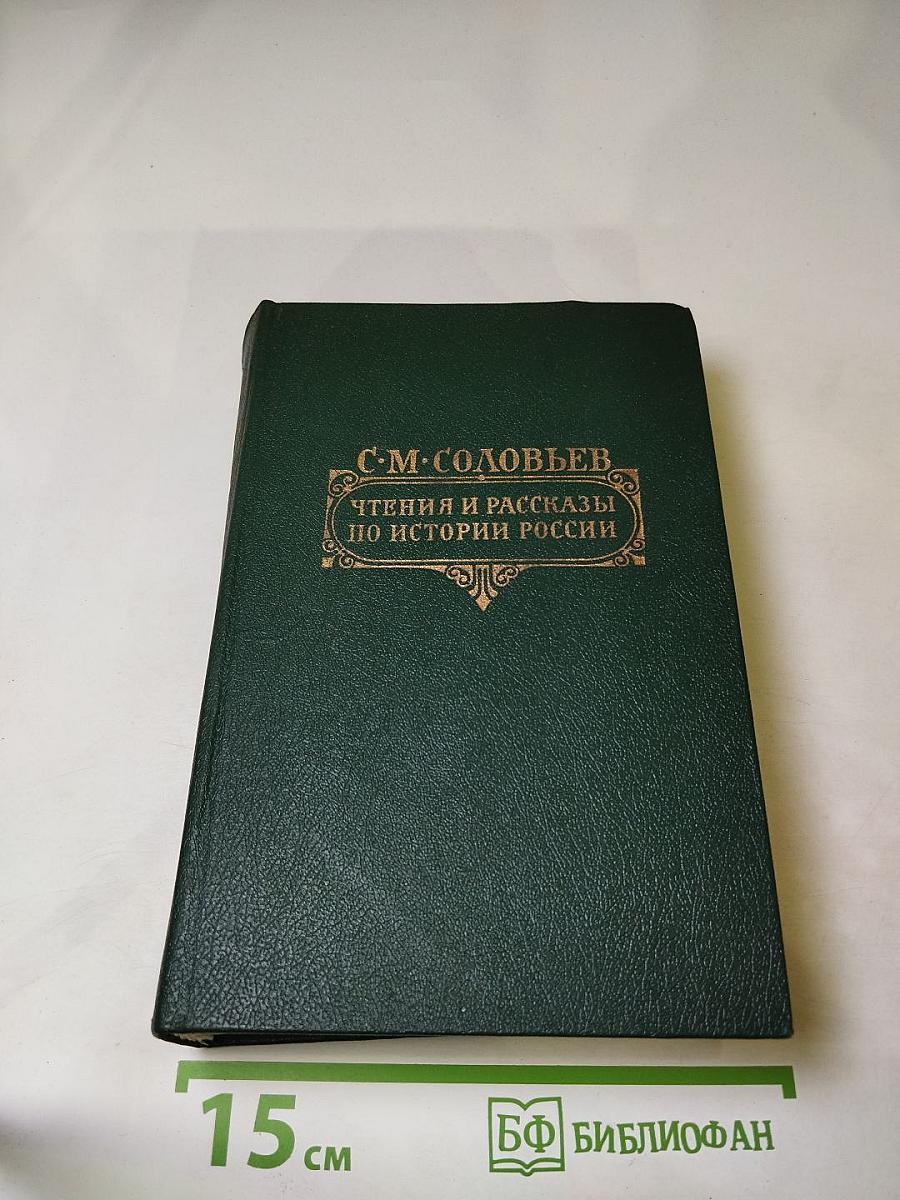 С·М·СОЛОВЬЕВ
ЧТЕНИЯ И РАССКАЗЫ
ПО ИСТОРИИ РОССИИ
15 см
БФ БИБЛИОФАН